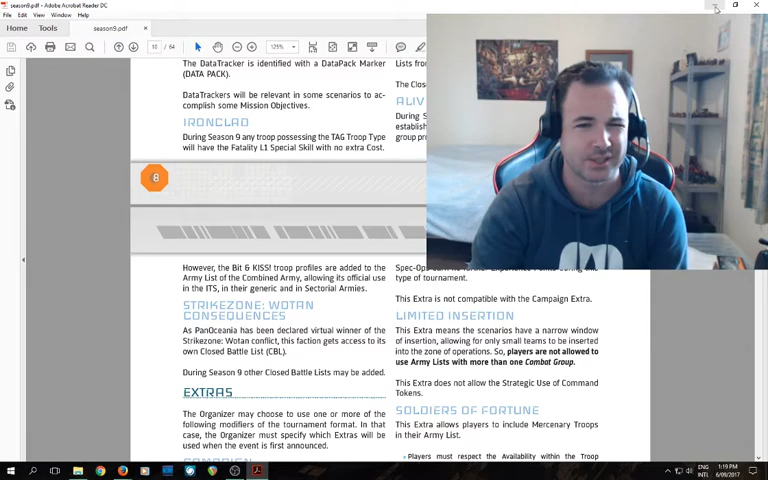 season9.pdf - Adobe Acrobat Reader DC
File Edit View Window Help
Home Tools season9.pdf
10 / 64 125%
The DataTracker is identified with a DataPack Marker
(DATA PACK).
DataTrackers will be relevant in some scenarios to ac-
complish some Mission Objectives.
IRONCLAD
During Season 9 any troop possessing the TAG Troop Type
will have the Fatality L1 Special Skill with no extra Cost.
8
However, the Bit & KISS! troop profiles are added to the
Army List of the Combined Army, allowing its official use
in the ITS, in their generic and in Sectorial Armies.
STRIKEZONE: WOTAN
CONSEQUENCES
As PanOceania has been declared virtual winner of the
Strikezone: Wotan conflict, this faction gets access to its
own Closed Battle List (CBL).
During Season 9 other Closed Battle Lists may be added.
EXTRAS
The Organizer may choose to use one or more of the
following modifiers of the tournament format. In that
case, the Organizer must specify which Extras will be
used when the event is first announced.
CAMPAIGN
Lists fro
The Close
ALIV
During S
establis
group pr
Spec-Ops
type of tournament.
This Extra is not compatible with the Campaign Extra.
LIMITED INSERTION
This Extra means the scenarios have a narrow window
of insertion, allowing for only small teams to be inserted
into the zone of operations. So, players are not allowed to
use Army Lists with more than one Combat Group.
This Extra does not allow the Strategic Use of Command
Tokens.
SOLDIERS OF FORTUNE
This Extra allows players to include Mercenary Troops
in their Army List.
• Players must respect the Availability within the Troop
ENG
INTL
1:19 PM
6/09/2017